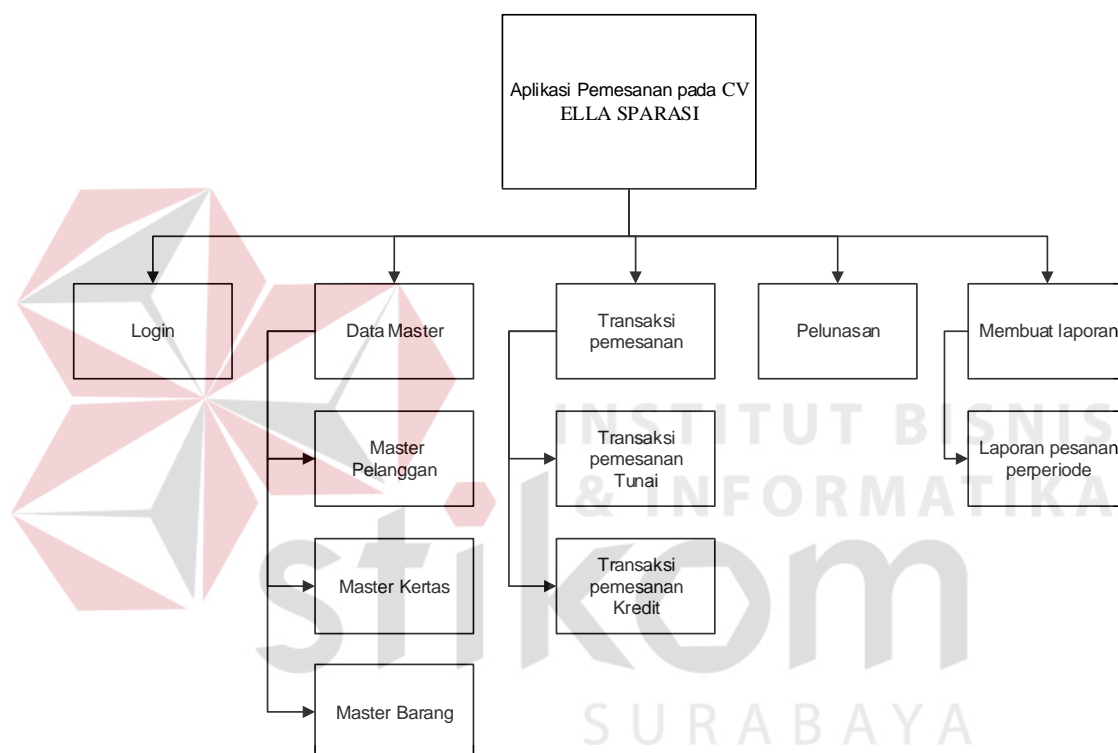 Aplikasi Pemesanan pada CV
ELLA SPARASI
Login
Data Master
Transaksi
pemesanan
Pelunasan
Membuat laporan
Master
Pelanggan
Transaksi
pemesanan
Tunai
Laporan pesanan
perperiode
Master Kertas
Transaksi
pemesanan
Kredit
Master Barang
INSTITUT BISNIS
& INFORMATIKA
stikom
SURABAYA